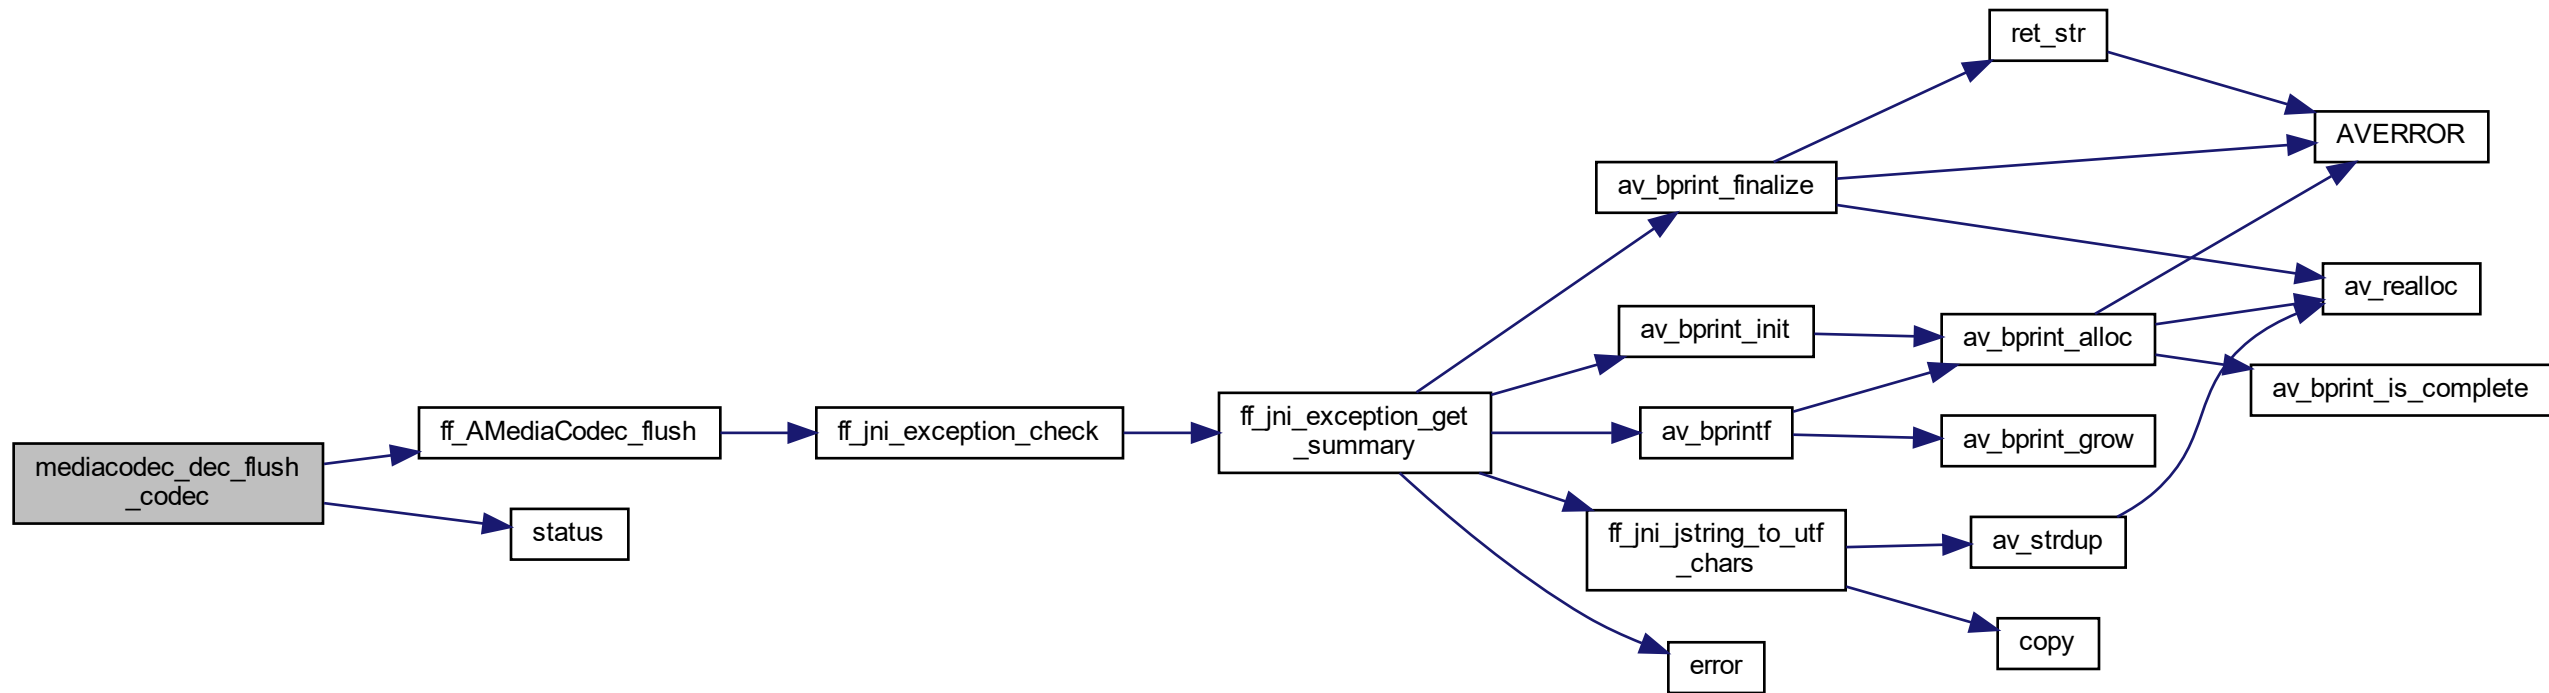 mediacodec_dec_flush
_codec
ff_AMediaCodec_flush
status
ff_jni_exception_check
ff_jni_exception_get
_summary
av_bprint_finalize
av_bprint_init
av_bprintf
ff_jni_jstring_to_utf
_chars
error
ret_str
av_bprint_alloc
av_bprint_grow
av_strdup
copy
AVERROR
av_realloc
av_bprint_is_complete